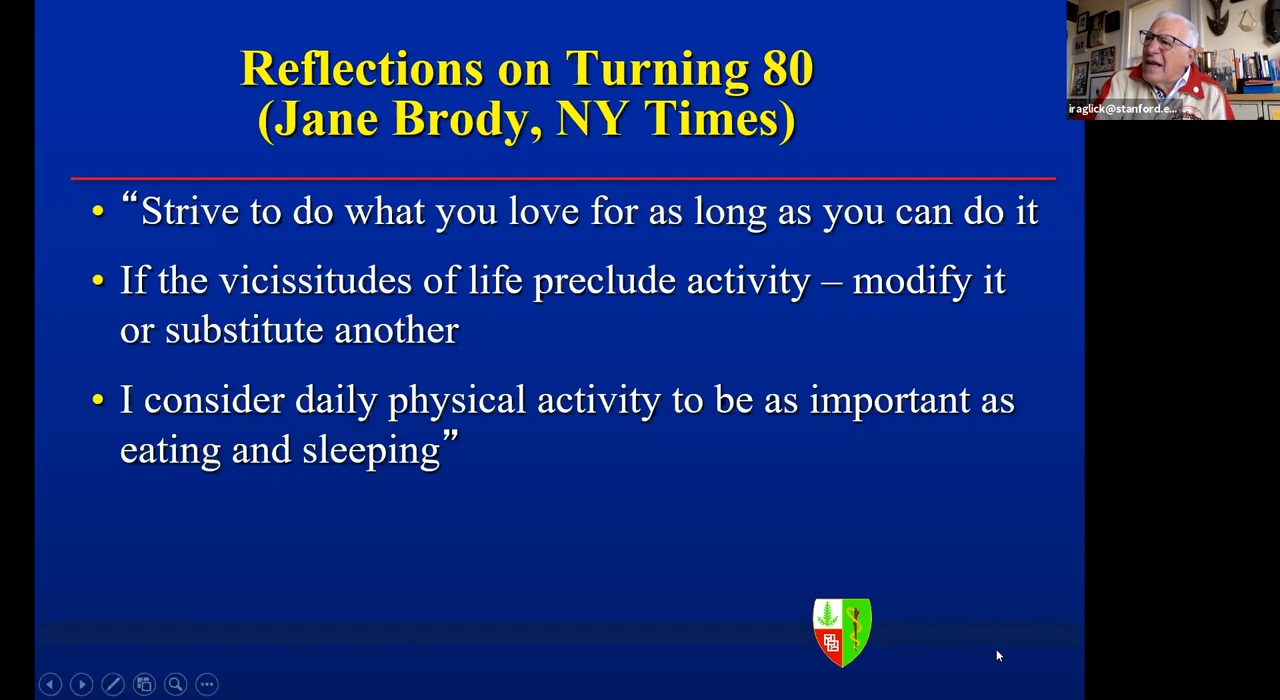 Reflections on Turning 80
(Jane Brody, NY Times)
iraglick@stanford.e...
• “Strive to do what you love for as long as you can do it
• If the vicissitudes of life preclude activity – modify it
or substitute another
• I consider daily physical activity to be as important as
eating and sleeping”